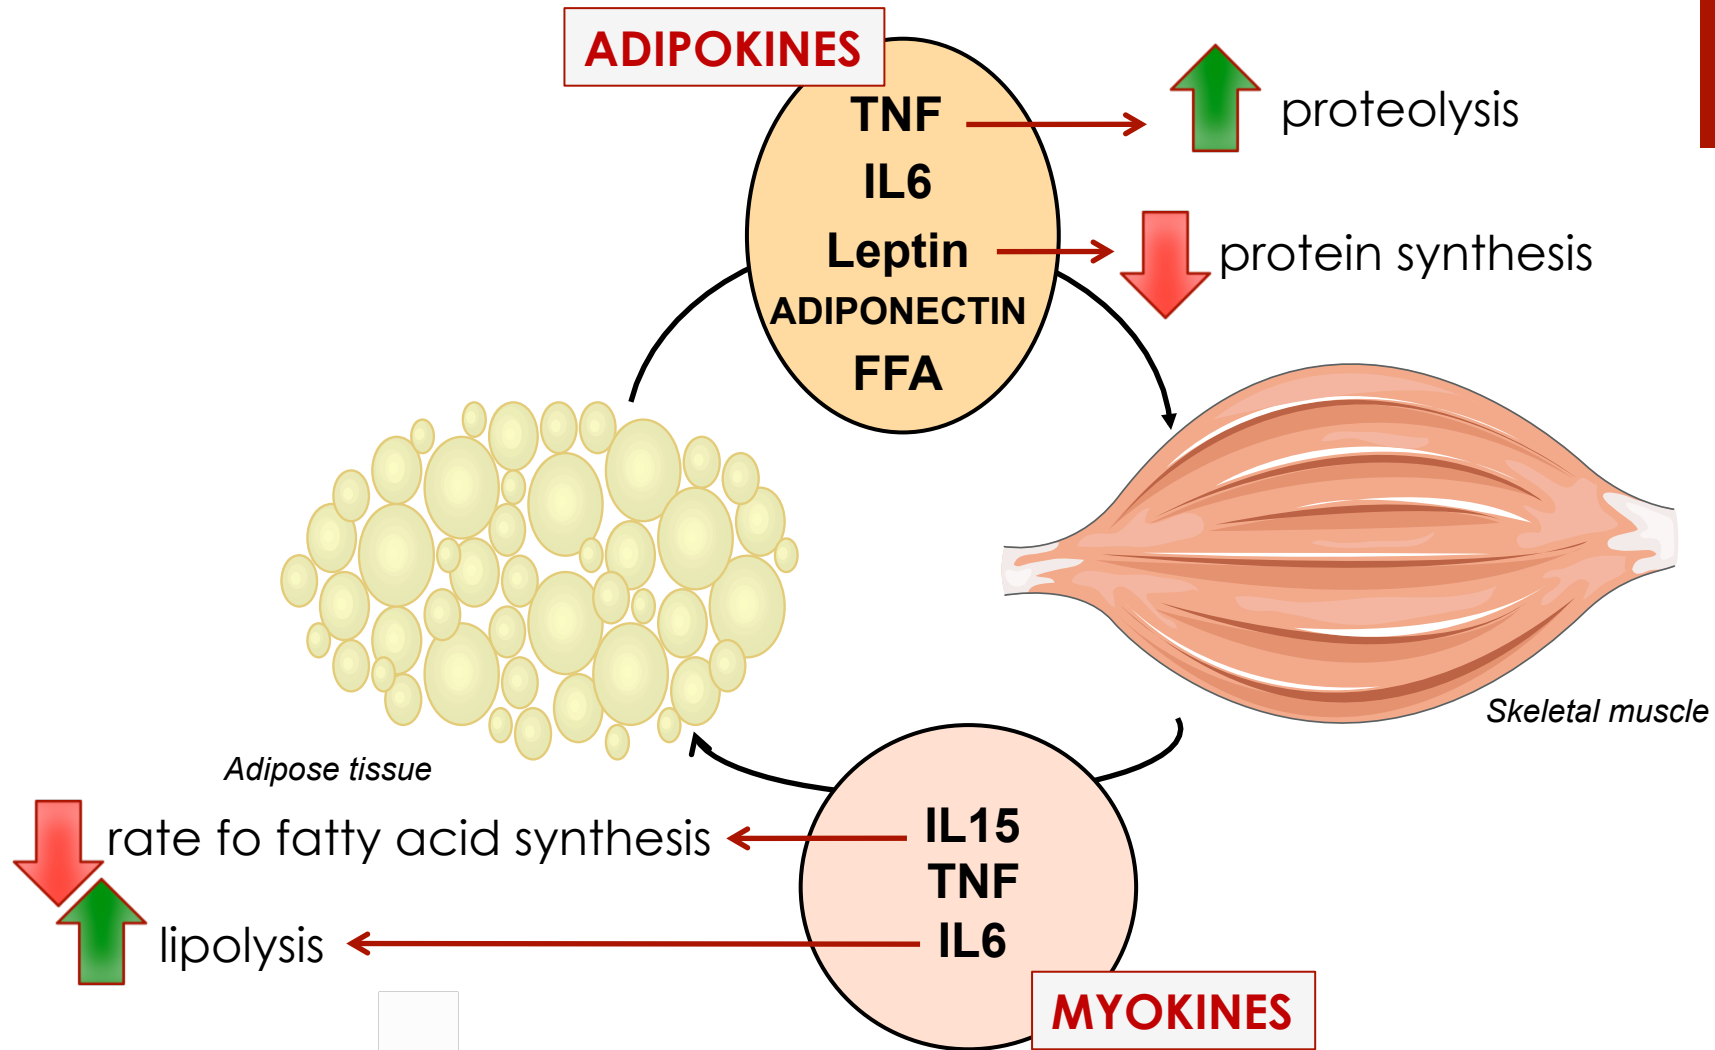 ADIPOKINES
TNF
proteolysis
IL6
Leptin
protein synthesis
ADIPONECTIN
FFA
Skeletal muscle
Adipose tissue
rate fo fatty acid synthesis
IL15
TNF
lipolysis
IL6
MYOKINES